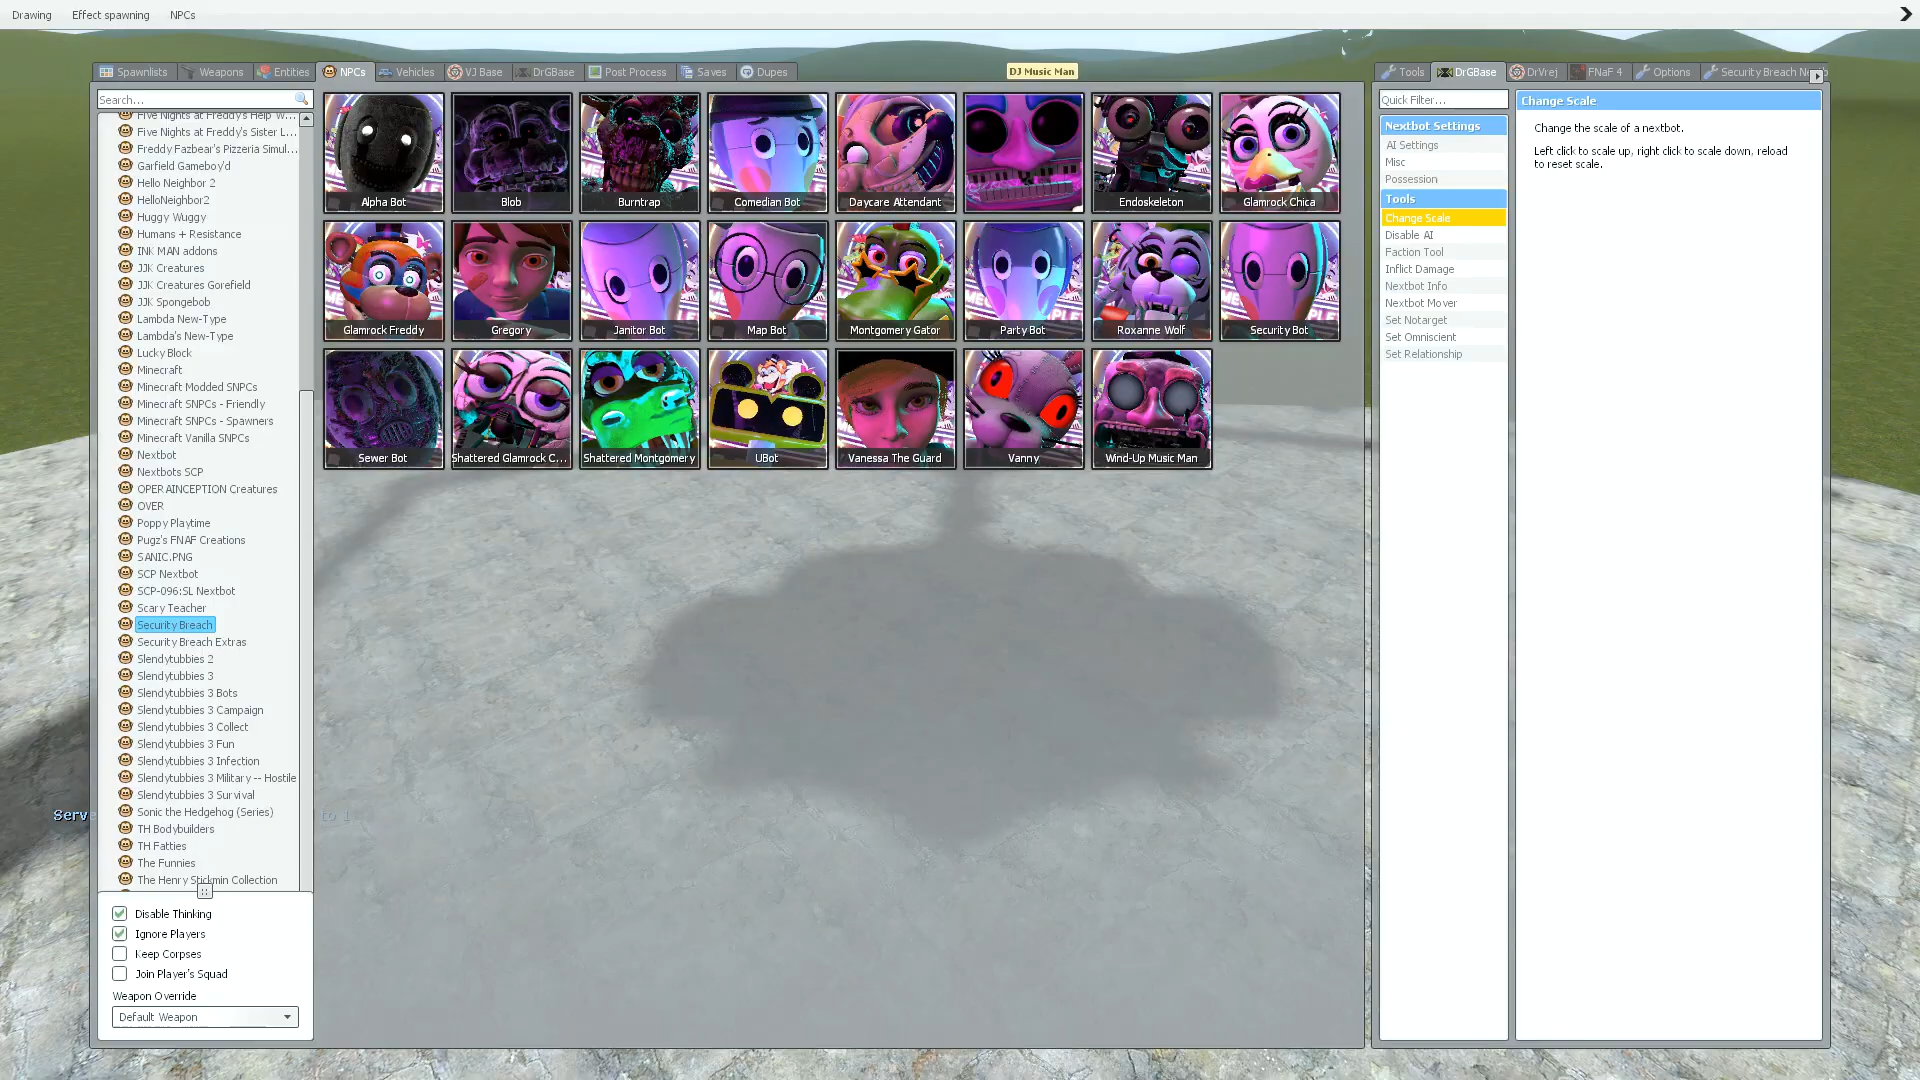 Drawing Effect spawning NPCs
Spawnlists Weapons Entities NPCs Vehicles VJ Base DrGBase Post Process Saves Dupes
DJ Music Man
Tools DrGBase DrVrej FNaF 4 Options Security Breach
Search...
Five Nights at Freddy's Help W...
Five Nights at Freddy's Sister L...
Freddy Fazbear's Pizzeria Simul...
Garfield Gameboy'd
Hello Neighbor 2
HelloNeighbor2
Huggy Wuggy
Humans + Resistance
INK MAN addons
JJK Creatures
JJK Creatures Gorefield
JJK Spongebob
Lambda New-Type
Lambda's New-Type
Lucky Block
Minecraft
Minecraft Modded SNPCs
Minecraft SNPCs - Friendly
Minecraft SNPCs - Spawners
Minecraft Vanilla SNPCs
Nextbot
Nextbots SCP
OPERAINCEPTION Creatures
OVER
Poppy Playtime
Pugz's FNAF Creations
SANIC.PNG
SCP Nextbot
SCP-096:SL Nextbot
Scary Teacher
Security Breach
Security Breach Extras
Slendytubbies 2
Slendytubbies 3
Slendytubbies 3 Bots
Slendytubbies 3 Campaign
Slendytubbies 3 Collect
Slendytubbies 3 Fun
Slendytubbies 3 Infection
Slendytubbies 3 Military -- Hostile
Slendytubbies 3 Survival
Sonic the Hedgehog (Series)
TH Bodybuilders
TH Fatties
The Funnies
The Henry Stickmin Collection
Serve
to 1
Disable Thinking
Ignore Players
Keep Corpses
Join Player's Squad
Weapon Override
Default Weapon
Alpha Bot
Blob
Burntrap
Comedian Bot
Daycare Attendant
Endoskeleton
Glamrock Chica
Glamrock Freddy
Gregory
Janitor Bot
Map Bot
Montgomery Gator
Party Bot
Roxanne Wolf
Security Bot
Sewer Bot
Shattered Glamrock C...
Shattered Montgomery
UBot
Vanessa The Guard
Vanny
Wind-Up Music Man
Quick Filter...
Nextbot Settings
AI Settings
Misc
Possession
Tools
Change Scale
Disable AI
Faction Tool
Inflict Damage
Nextbot Info
Nextbot Mover
Set Notarget
Set Omniscient
Set Relationship
Change Scale
Change the scale of a nextbot.
Left click to scale up, right click to scale down, reload
to reset scale.